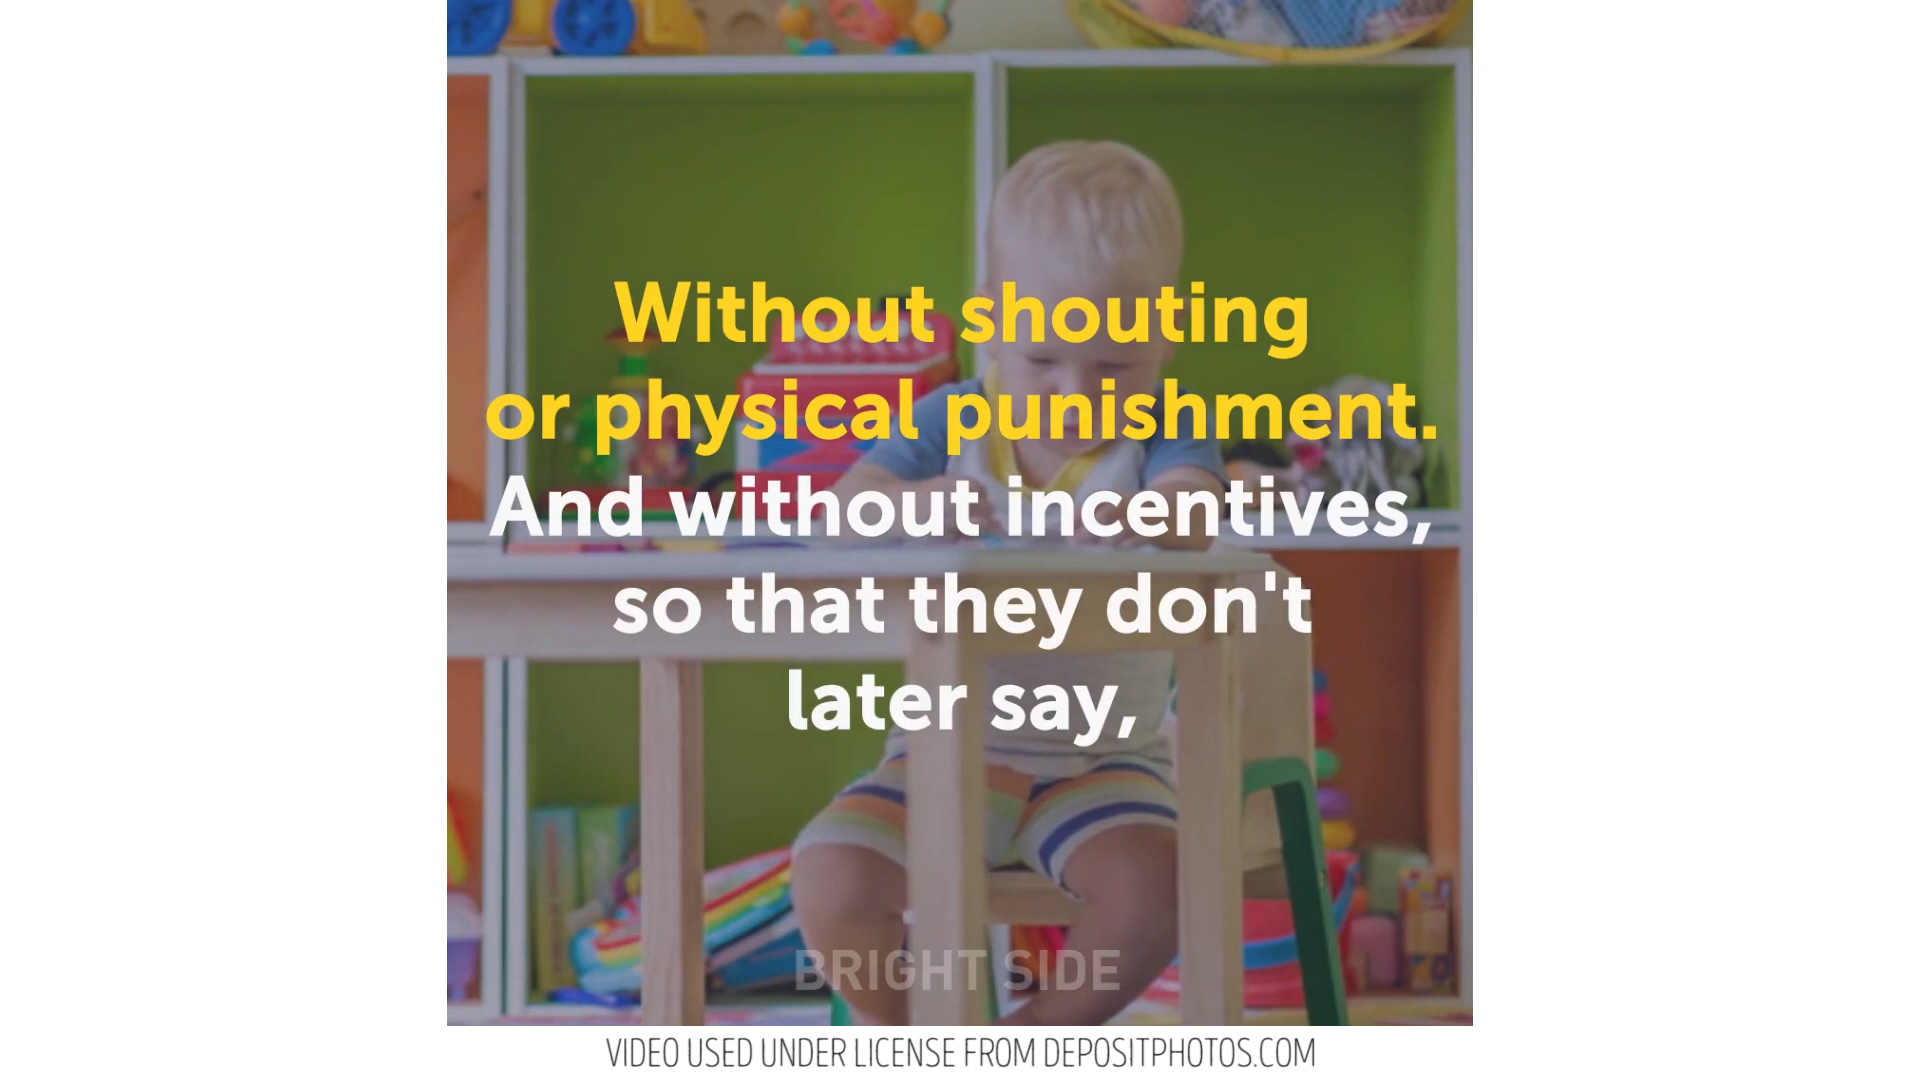 Without shouting
or physical punishment.
And without incentives,
so that they don't
later say,
BRIGHT SIDE
VIDEO USED UNDER LICENSE FROM DEPOSITPHOTOS.COM